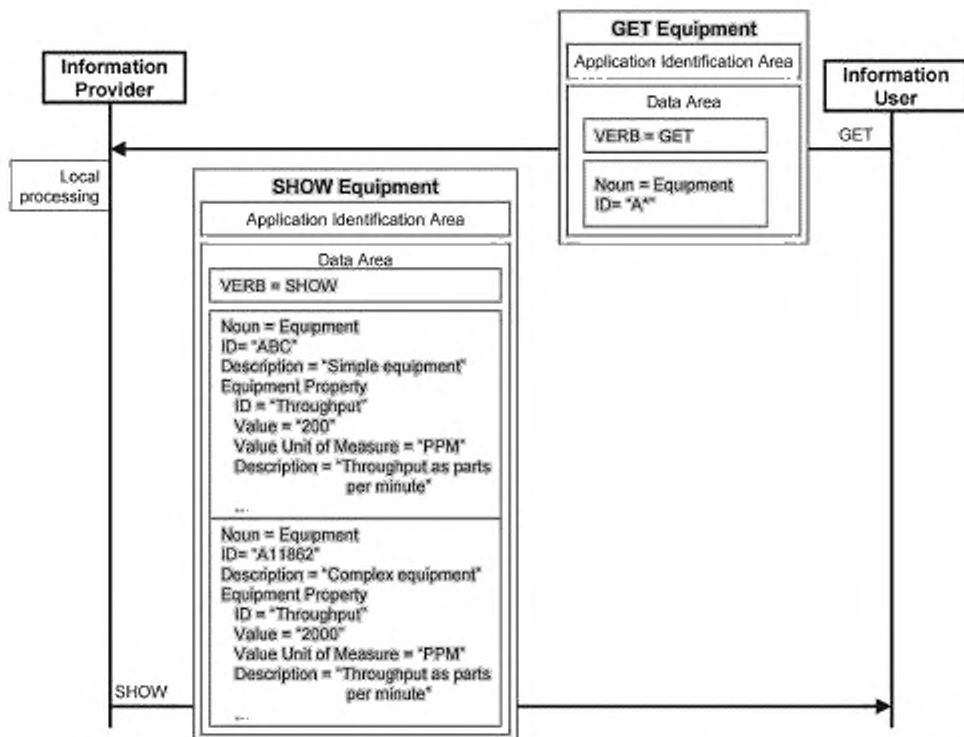 GET Equipment
Application Identification Area
Information
Provider
Information
User
Data Area
VERB = GET
GET
Noun = Equipment
ID= "A*"
Local
processing
SHOW Equipment
Application Identification Area
Data Area
VERB = SHOW
Noun = Equipment
ID= "ABC"
Description = "Simple equipment"
Equipment Property
ID = "Throughput"
Value = "200"
Value Unit of Measure = "PPM"
Description = "Throughput as parts
per minute"
...
Noun = Equipment
ID= "A11862"
Description = "Complex equipment"
Equipment Property
ID = "Throughput"
Value = "2000"
Value Unit of Measure = "PPM"
Description = "Throughput as parts
per minute"
...
SHOW